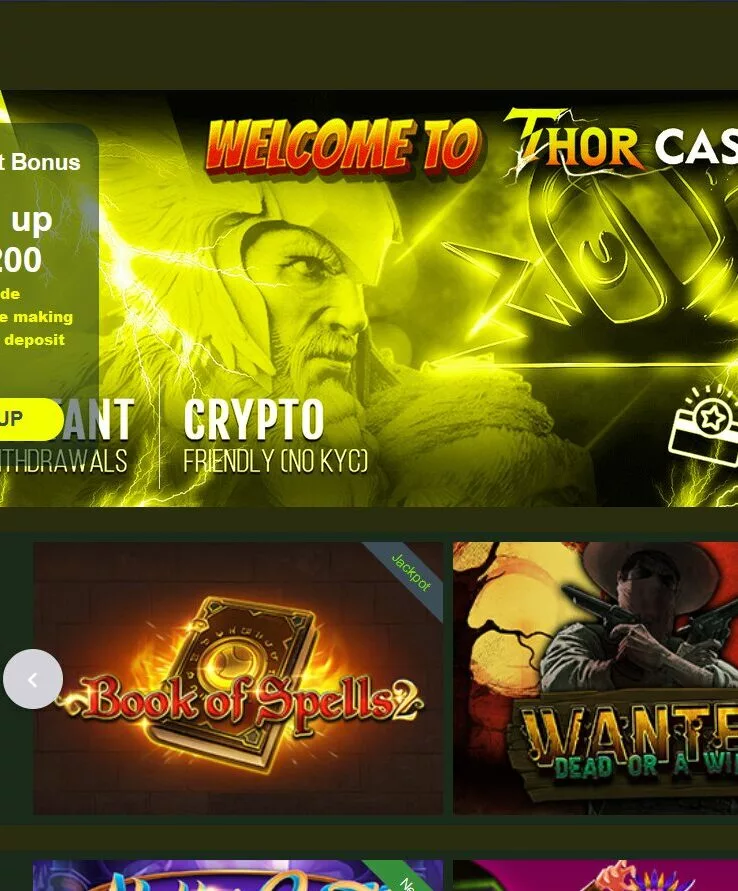 WELCOME TO THOR CAS
t Bonus
up
200
de
e making
deposit
UP
ANT
THDRAWALS
CRYPTO
FRIENDLY (NO KYC)
Jackpot
Book of Spells 2
WANTE
DEAD OR A WI